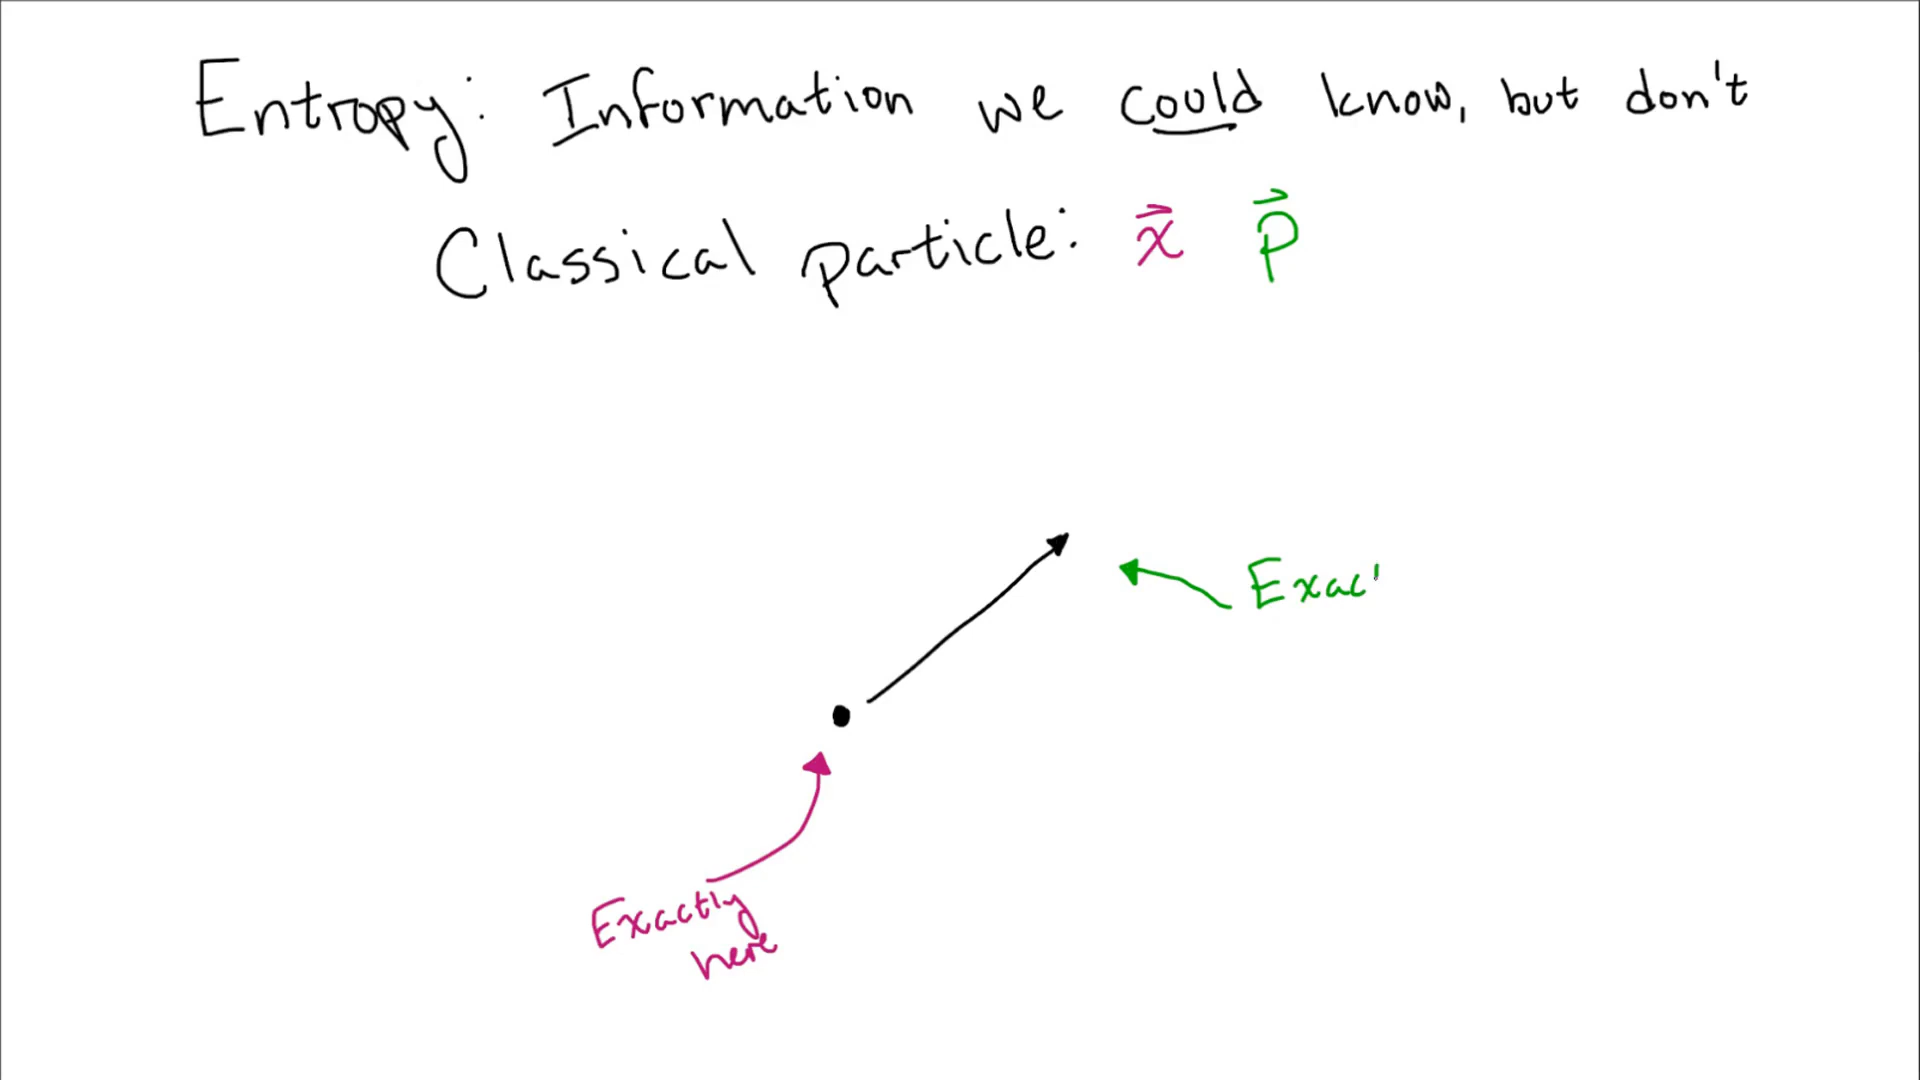 Entropy: Information we could know, but don't
Classical particle: x⃗ p⃗
Exac
Exactly
here